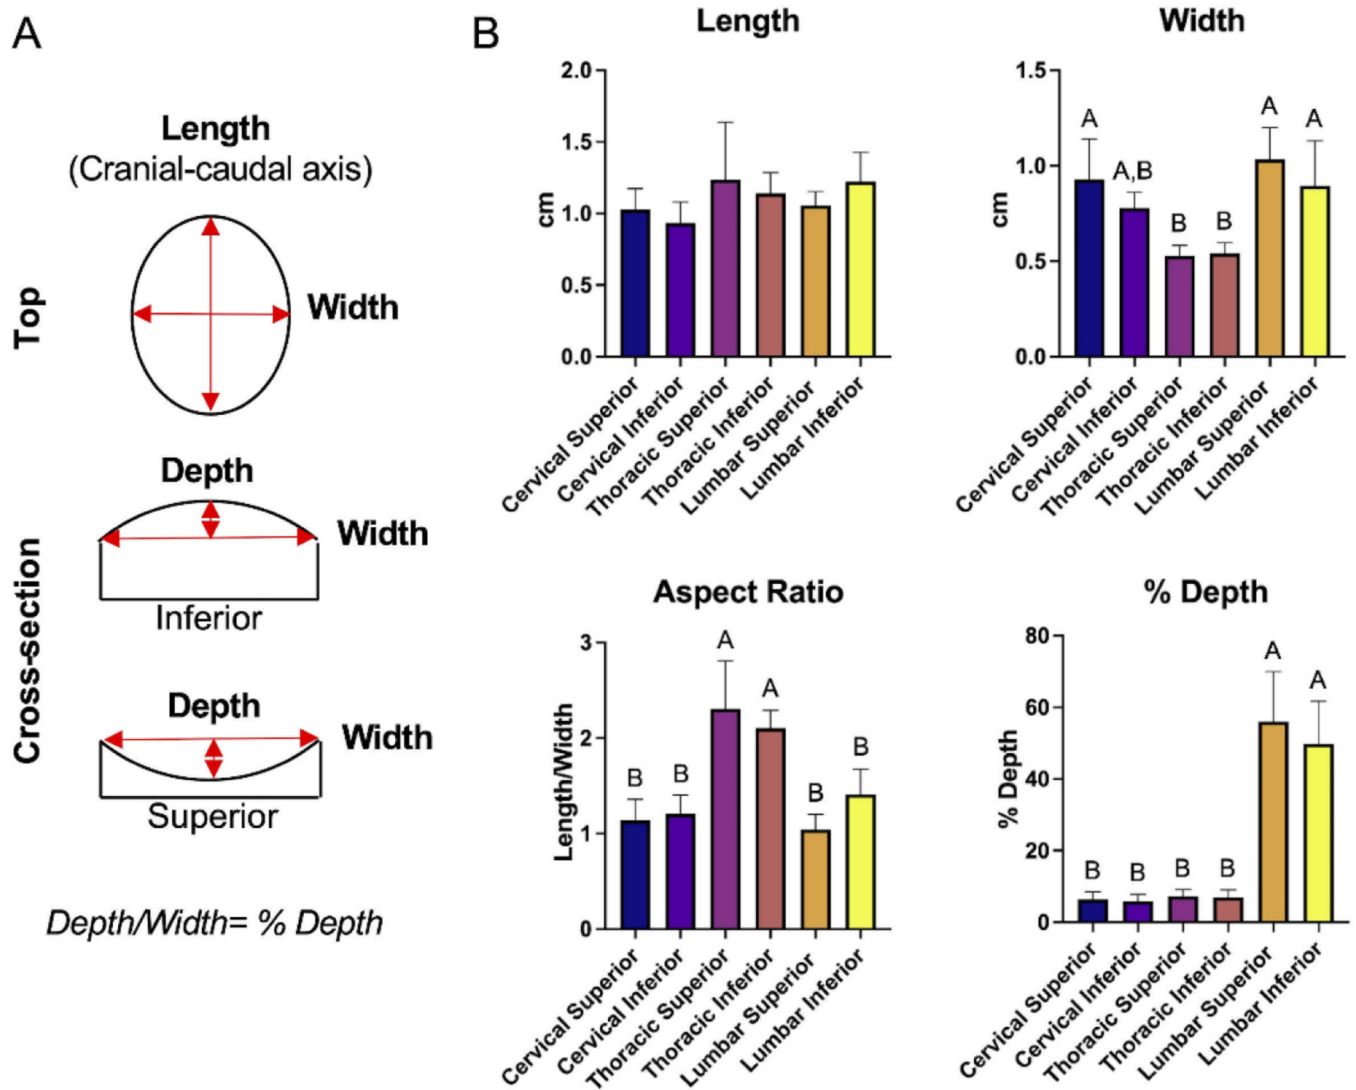 A
Length
(Cranial-caudal axis)
Top
Width
Depth
Width
Inferior
Cross-section
Depth
Width
Superior
Depth/Width= % Depth
B
Length
2.0
1.5
1.0
0.5
0.0
cm
Cervical Superior
Cervical Inferior
Thoracic Superior
Thoracic Inferior
Lumbar Superior
Lumbar Inferior
Width
1.5
1.0
0.5
0.0
cm
A
A,B
B
B
A
A
Cervical Superior
Cervical Inferior
Thoracic Superior
Thoracic Inferior
Lumbar Superior
Lumbar Inferior
Aspect Ratio
3
2
1
0
Length/Width
B
B
A
A
B
B
Cervical Superior
Cervical Inferior
Thoracic Superior
Thoracic Inferior
Lumbar Superior
Lumbar Inferior
% Depth
80
60
40
20
0
% Depth
B
B
B
B
A
A
Cervical Superior
Cervical Inferior
Thoracic Superior
Thoracic Inferior
Lumbar Superior
Lumbar Inferior